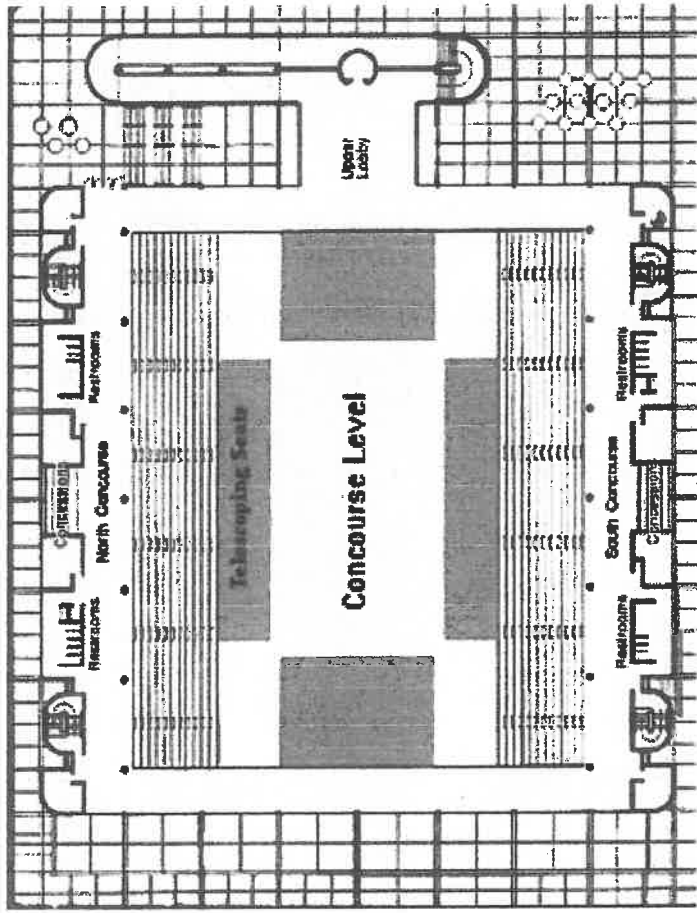 Upper
Lobby
Restrooms
Concessions
North Concourse
Restrooms
Telescoping Seats
Concourse Level
Restrooms
South Concourse
Concessions
Restrooms